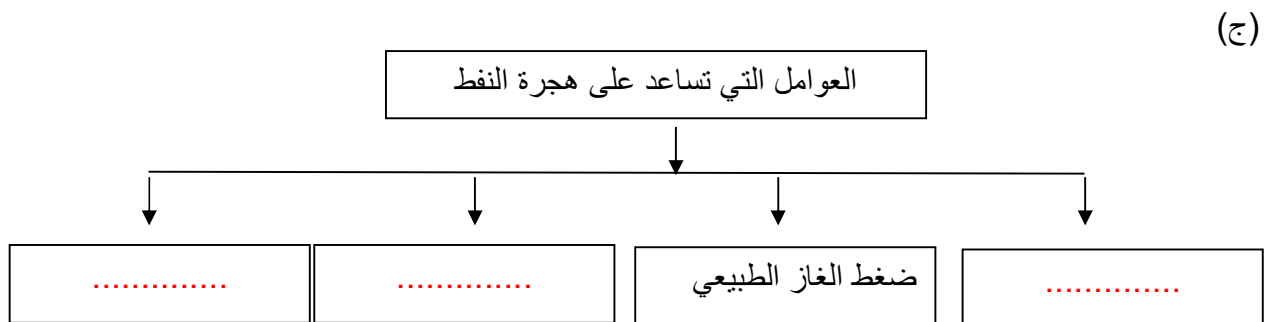 (ج)
العوامل التي تساعد على هجرة النفط
..............
ضغط الغاز الطبيعي
..............
..............